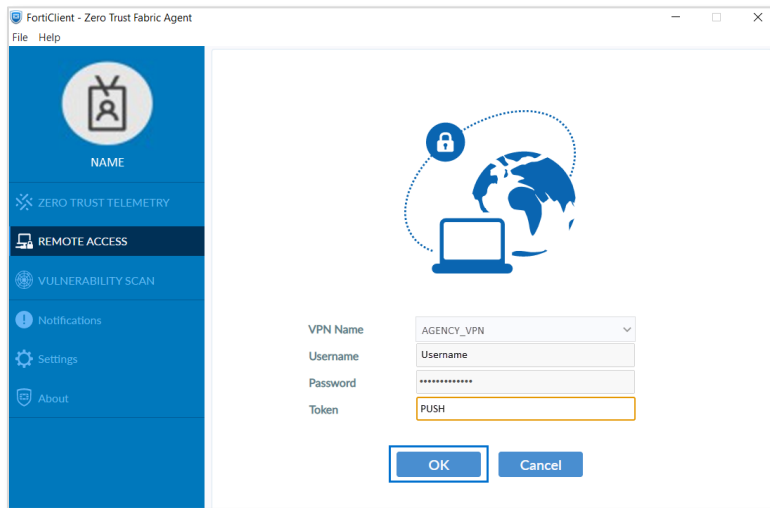 FortiClient - Zero Trust Fabric Agent
File Help
NAME
ZERO TRUST TELEMETRY
REMOTE ACCESS
VULNERABILITY SCAN
Notifications
Settings
About
VPN Name AGENCY_VPN
Username Username
Password •••••••••••••
Token PUSH
OK Cancel